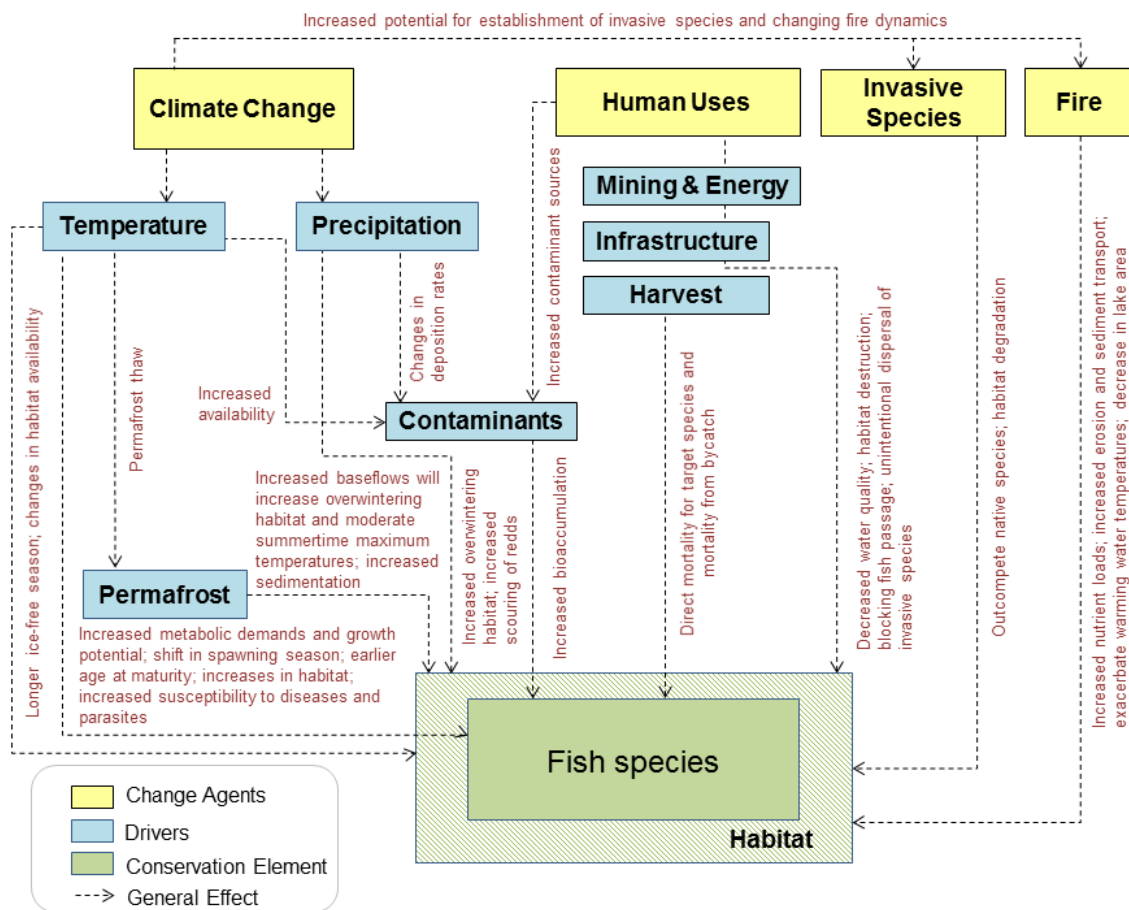 Increased potential for establishment of invasive species and changing fire dynamics
Climate Change
Human Uses
Invasive
Species
Fire
Temperature
Precipitation
Mining & Energy
Infrastructure
Harvest
Longer ice-free season; changes in habitat availability
Permafrost thaw
Increased
availability
Changes in
deposition rates
Increased contaminant sources
Contaminants
Permafrost
Increased baseflows will
increase overwintering
habitat and moderate
summertime maximum
temperatures; increased
sedimentation
Increased metabolic demands and growth
potential; shift in spawning season; earlier
age at maturity; increases in habitat;
increased susceptibility to diseases and
parasites
Increased overwintering
habitat; increased
scouring of redds
Increased bioaccumulation
Direct mortality for target species and
mortality from bycatch
Decreased water quality; habitat destruction;
blocking fish passage; unintentional dispersal of
invasive species
Outcompete native species; habitat degradation
Increased nutrient loads; increased erosion and sediment transport;
exacerbate warming water temperatures; decrease in lake area
Fish species
Habitat
Change Agents
Drivers
Conservation Element
General Effect